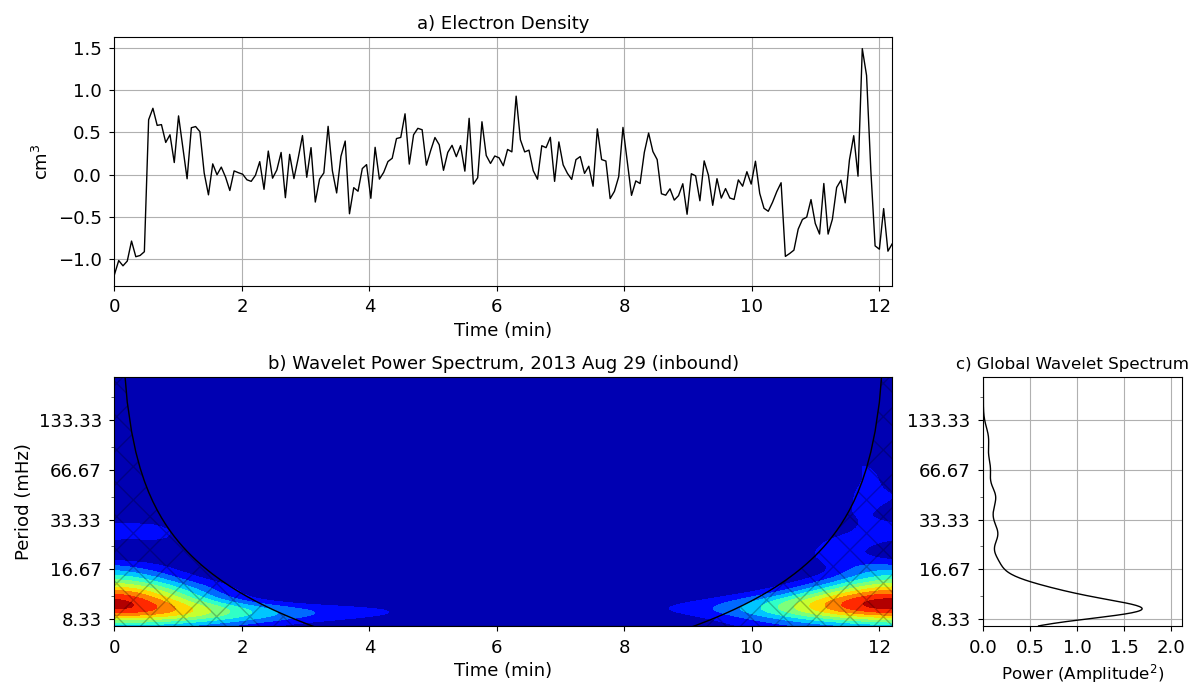 a) Electron Density
1.5
1.0
0.5
0.0
−0.5
−1.0
cm³
0 2 4 6 8 10 12
Time (min)
b) Wavelet Power Spectrum, 2013 Aug 29 (inbound)
133.33
66.67
33.33
16.67
8.33
Period (mHz)
0 2 4 6 8 10 12
Time (min)
c) Global Wavelet Spectrum
133.33
66.67
33.33
16.67
8.33
0.0 0.5 1.0 1.5 2.0
Power (Amplitude²)